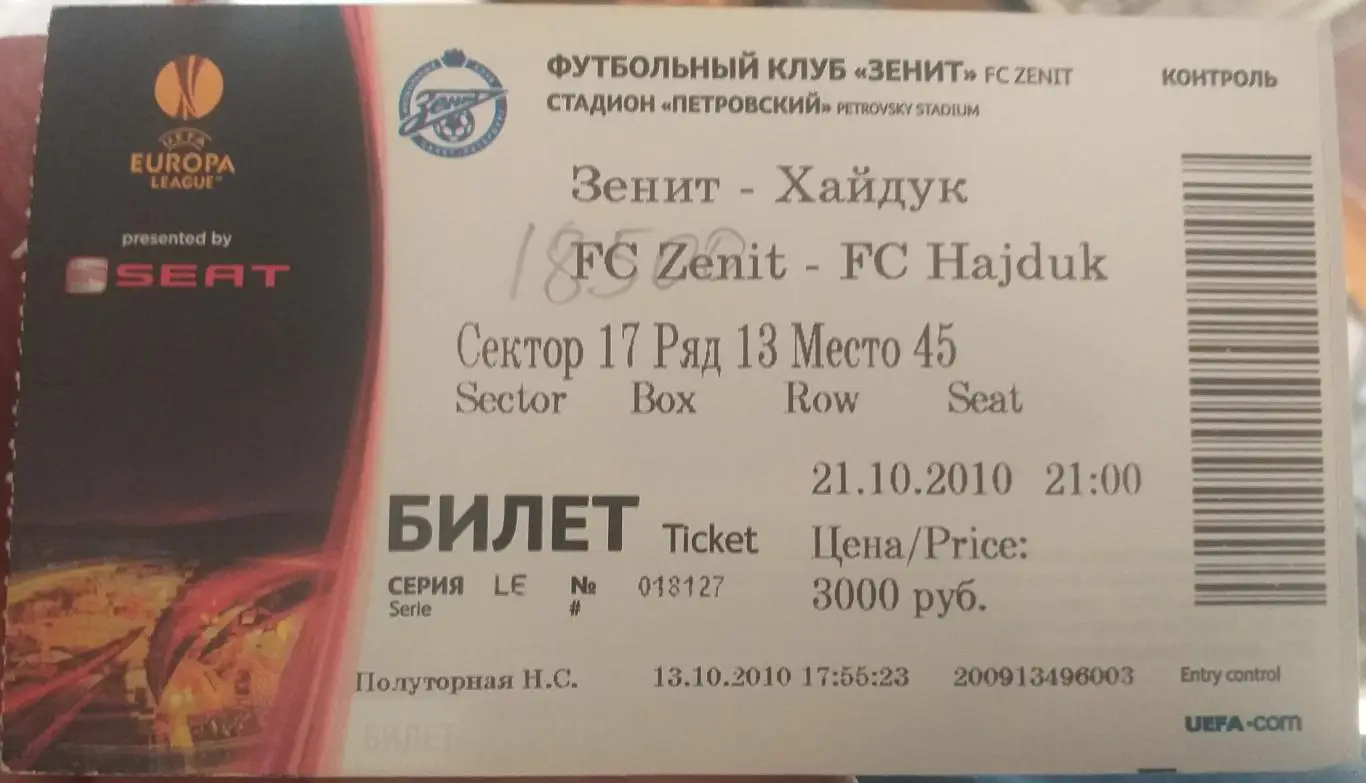 UEFA
EUROPA
LEAGUE
presented by
SEAT
Зенит
ФУТБОЛЬНЫЙ КЛУБ «ЗЕНИТ» FC ZENIT
СТАДИОН «ПЕТРОВСКИЙ» PETROVSKY STADIUM
КОНТРОЛЬ
Зенит - Хайдук
18500
FC Zenit - FC Hajduk
Сектор 17 Ряд 13 Место 45
Sector Box Row Seat
21.10.2010 21:00
БИЛЕТ Ticket
Цена/Price:
3000 руб.
СЕРИЯ LE № 018127
Serie #
Полуторная Н.С. 13.10.2010 17:55:23 200913496003
Entry control
UEFA.com
БИЛЕТ